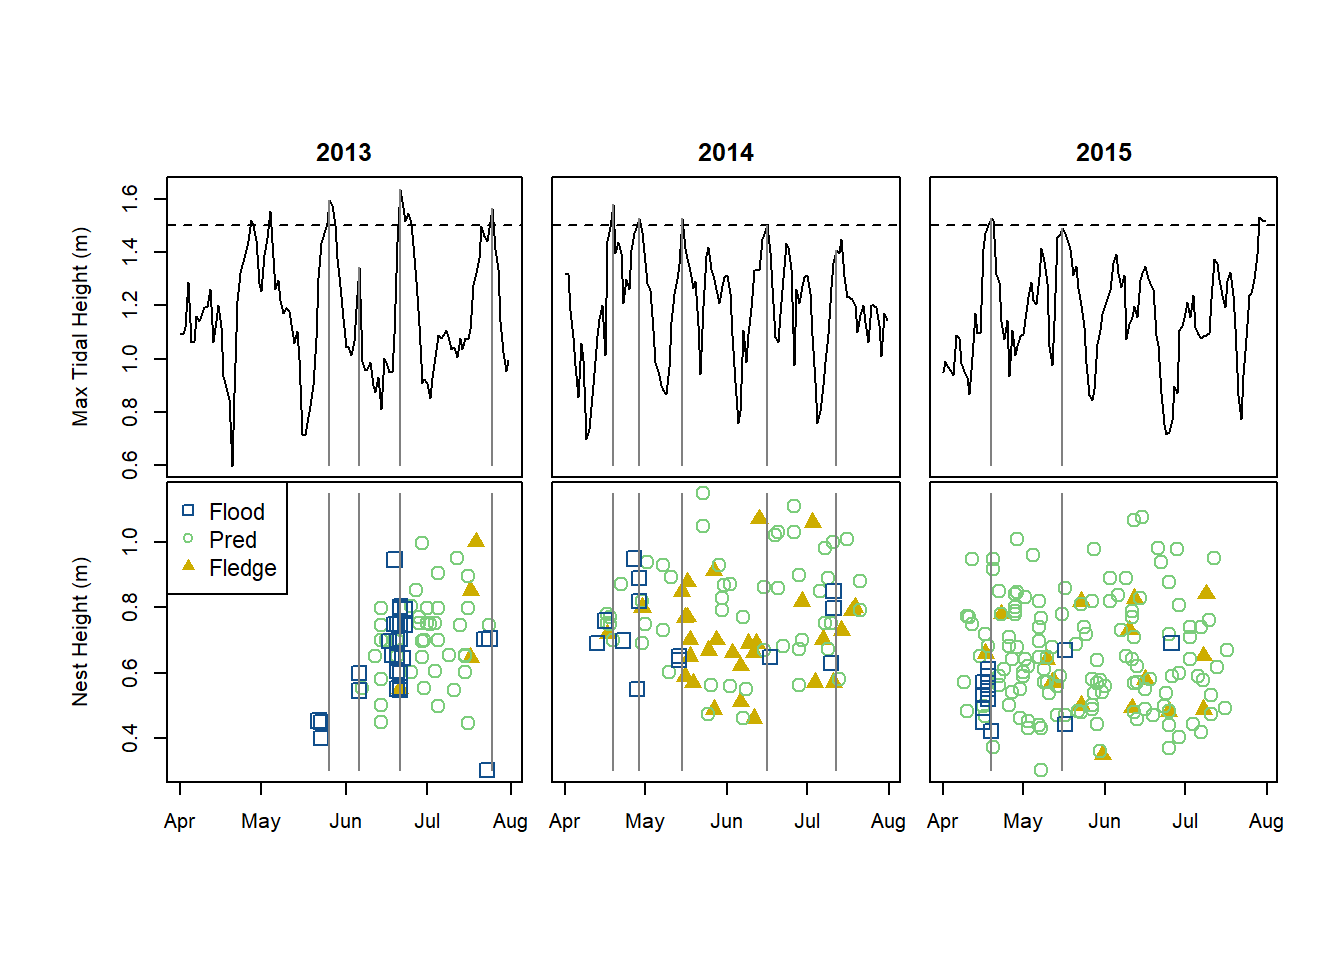 2013 2014 2015
Max Tidal Height (m)
1.6
1.4
1.2
1.0
0.8
0.6
Nest Height (m)
1.0
0.8
0.6
0.4
Flood
Pred
Fledge
Apr May Jun Jul Aug Apr May Jun Jul Aug Apr May Jun Jul Aug